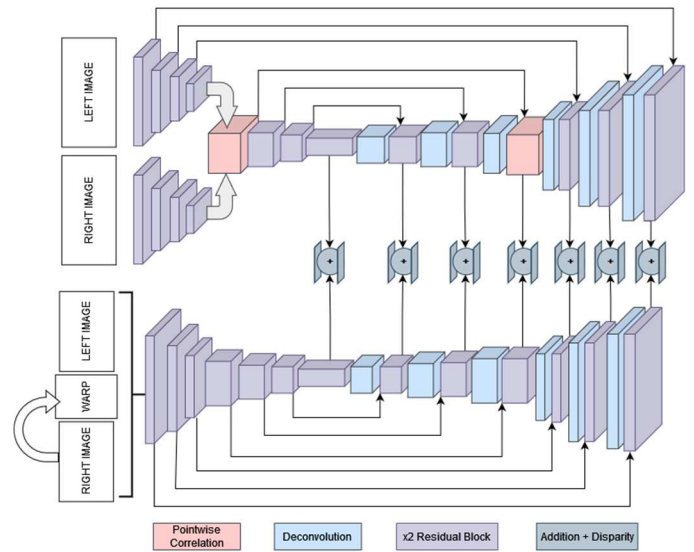 LEFT IMAGE
RIGHT IMAGE
+ + + + + + +
LEFT IMAGE
WARP
RIGHT IMAGE
Pointwise
Correlation
Deconvolution
x2 Residual Block
Addition + Disparity